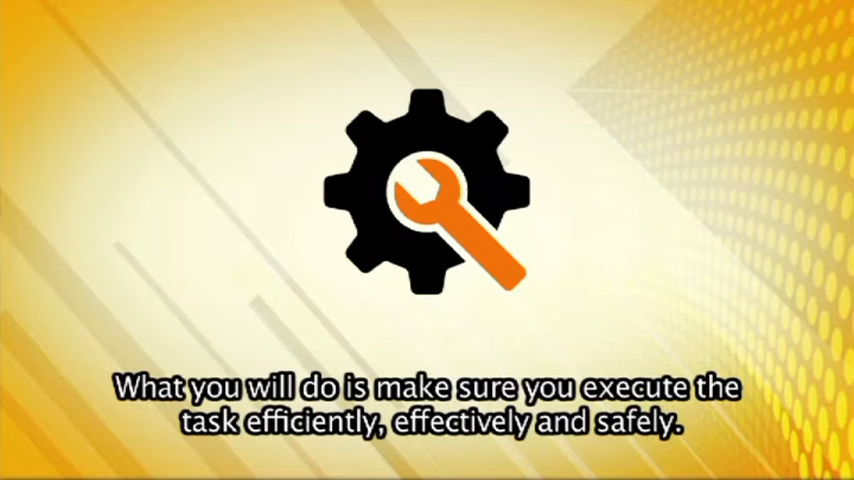 What you will do is make sure you execute the
task efficiently, effectively and safely.